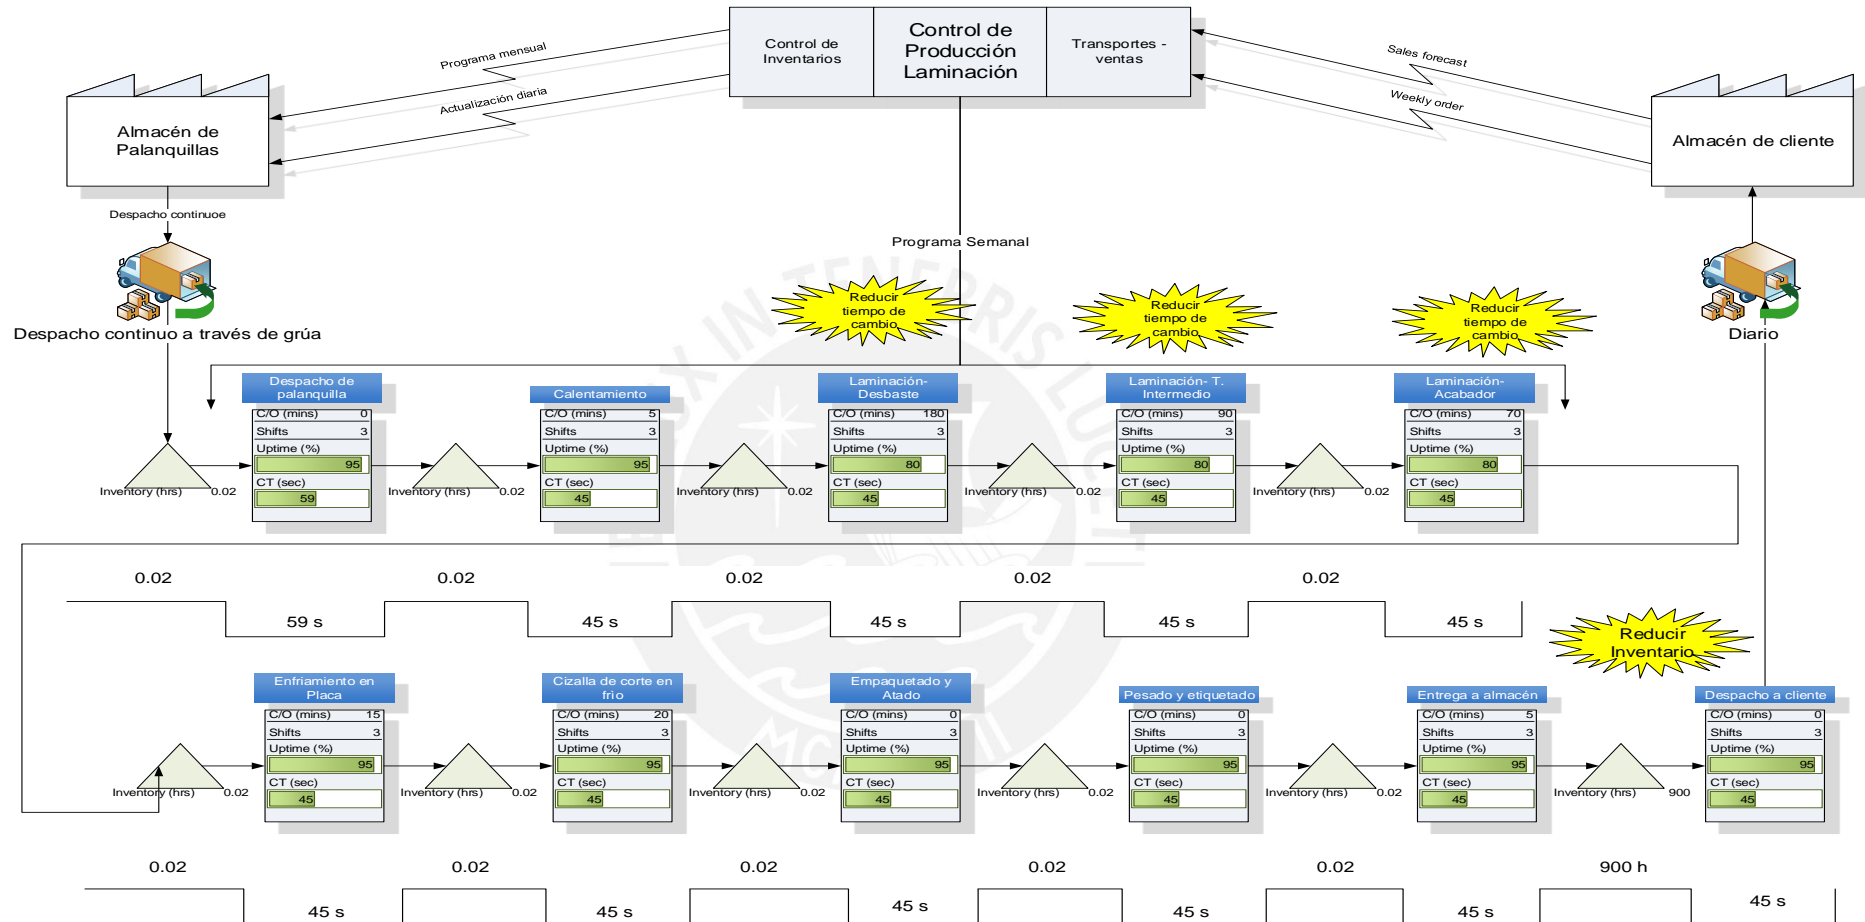 Control de
Inventarios
Control de
Producción
Laminación
Transportes -
ventas
Programa mensual
Actualización diaria
Sales forecast
Weekly order
Almacén de
Palanquillas
Almacén de cliente
Despacho continuoe
Despacho continuo a través de grúa
Programa Semanal
Diario
Reducir
tiempo de
cambio
Reducir
tiempo de
cambio
Reducir
tiempo de
cambio
Despacho de
palanquilla
C/O (mins) 0
Shifts 3
Uptime (%)
95
CT (sec)
59
Calentamiento
C/O (mins) 5
Shifts 3
Uptime (%)
95
CT (sec)
45
Laminación-
Desbaste
C/O (mins) 180
Shifts 3
Uptime (%)
80
CT (sec)
45
Laminación- T.
Intermedio
C/O (mins) 90
Shifts 3
Uptime (%)
80
CT (sec)
45
Laminación-
Acabador
C/O (mins) 70
Shifts 3
Uptime (%)
80
CT (sec)
45
Inventory (hrs) 0.02
Inventory (hrs) 0.02
Inventory (hrs) 0.02
Inventory (hrs) 0.02
Inventory (hrs) 0.02
0.02
0.02
0.02
0.02
0.02
59 s
45 s
45 s
45 s
45 s
Reducir
Inventario
Enfriamiento en
Placa
C/O (mins) 15
Shifts 3
Uptime (%)
95
CT (sec)
45
Cizalla de corte en
frio
C/O (mins) 20
Shifts 3
Uptime (%)
95
CT (sec)
45
Empaquetado y
Atado
C/O (mins) 0
Shifts 3
Uptime (%)
95
CT (sec)
45
Pesado y etiquetado
C/O (mins) 0
Shifts 3
Uptime (%)
95
CT (sec)
45
Entrega a almacén
C/O (mins) 5
Shifts 3
Uptime (%)
95
CT (sec)
45
Despacho a cliente
C/O (mins) 0
Shifts 3
Uptime (%)
95
CT (sec)
45
Inventory (hrs) 0.02
Inventory (hrs) 0.02
Inventory (hrs) 0.02
Inventory (hrs) 0.02
Inventory (hrs) 0.02
Inventory (hrs) 900
0.02
0.02
0.02
0.02
0.02
900 h
45 s
45 s
45 s
45 s
45 s
45 s